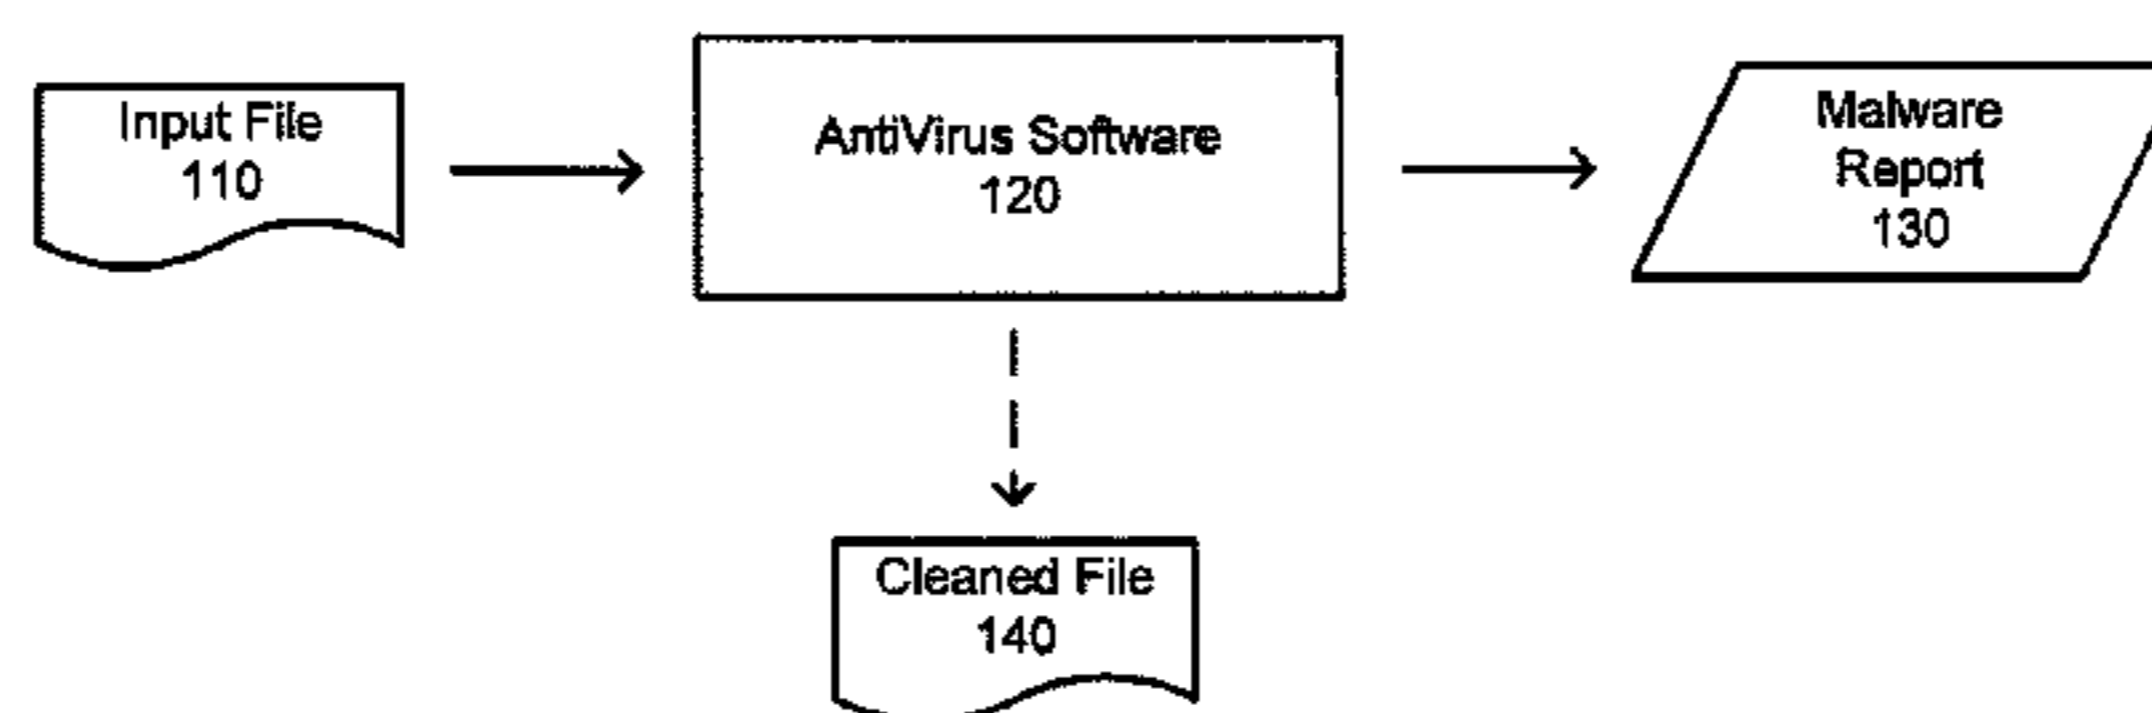 Input File
110
AntiVirus Software
120
Malware
Report
130
Cleaned File
140